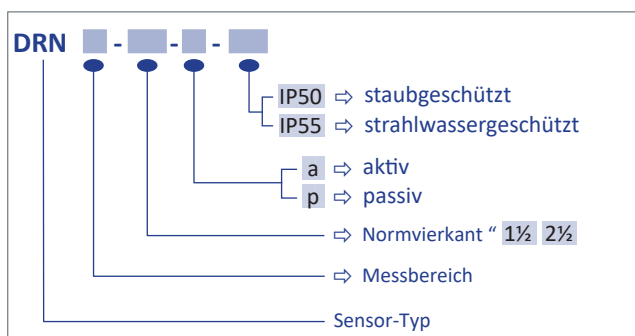 DRN - - -
IP50 ⇨ staubgeschützt
IP55 ⇨ strahlwassergeschützt
a ⇨ aktiv
p ⇨ passiv
⇨ Normvierkant “ 1½ 2½
⇨ Messbereich
Sensor-Typ